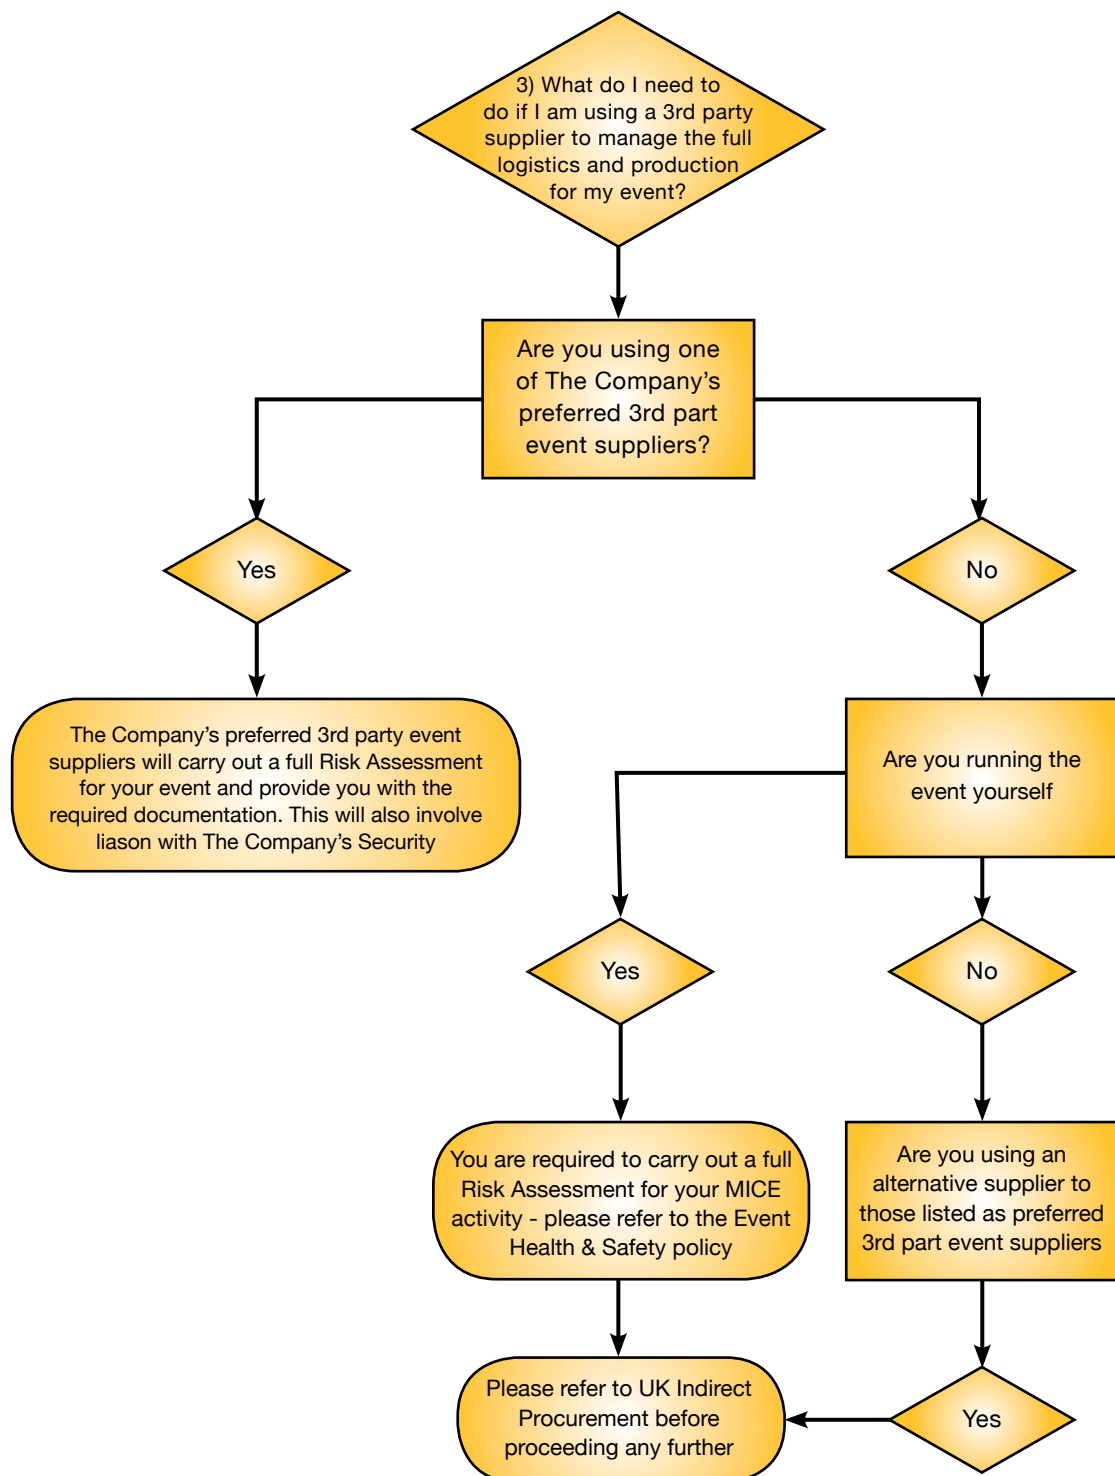 3) What do I need to
do if I am using a 3rd party
supplier to manage the full
logistics and production
for my event?
Are you using one
of The Company’s
preferred 3rd part
event suppliers?
Yes
No
The Company’s preferred 3rd party event
suppliers will carry out a full Risk Assessment
for your event and provide you with the
required documentation. This will also involve
liason with The Company’s Security
Are you running the
event yourself
Yes
No
You are required to carry out a full
Risk Assessment for your MICE
activity - please refer to the Event
Health & Safety policy
Are you using an
alternative supplier to
those listed as preferred
3rd part event suppliers
Please refer to UK Indirect
Procurement before
proceeding any further
Yes